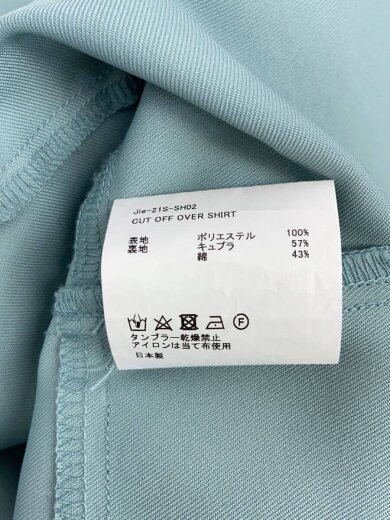 Jie-21S-SH02
CUT OFF OVER SHIRT
表地 ポリエステル 100%
裏地 キュプラ 57%
綿 43%
F
タンブラー乾燥禁止
アイロンは当て布使用
日本製